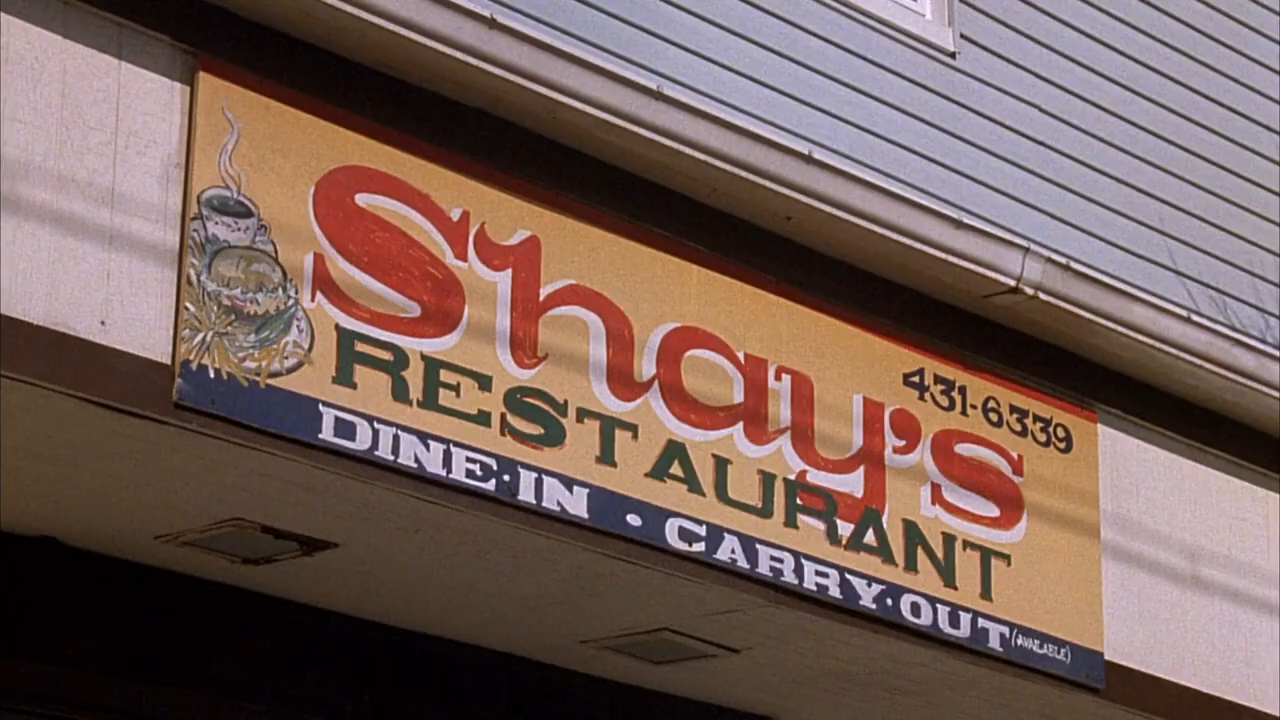 Shay's
431-6339
RESTAURANT
DINE-IN • CARRY-OUT (AVAILABLE)